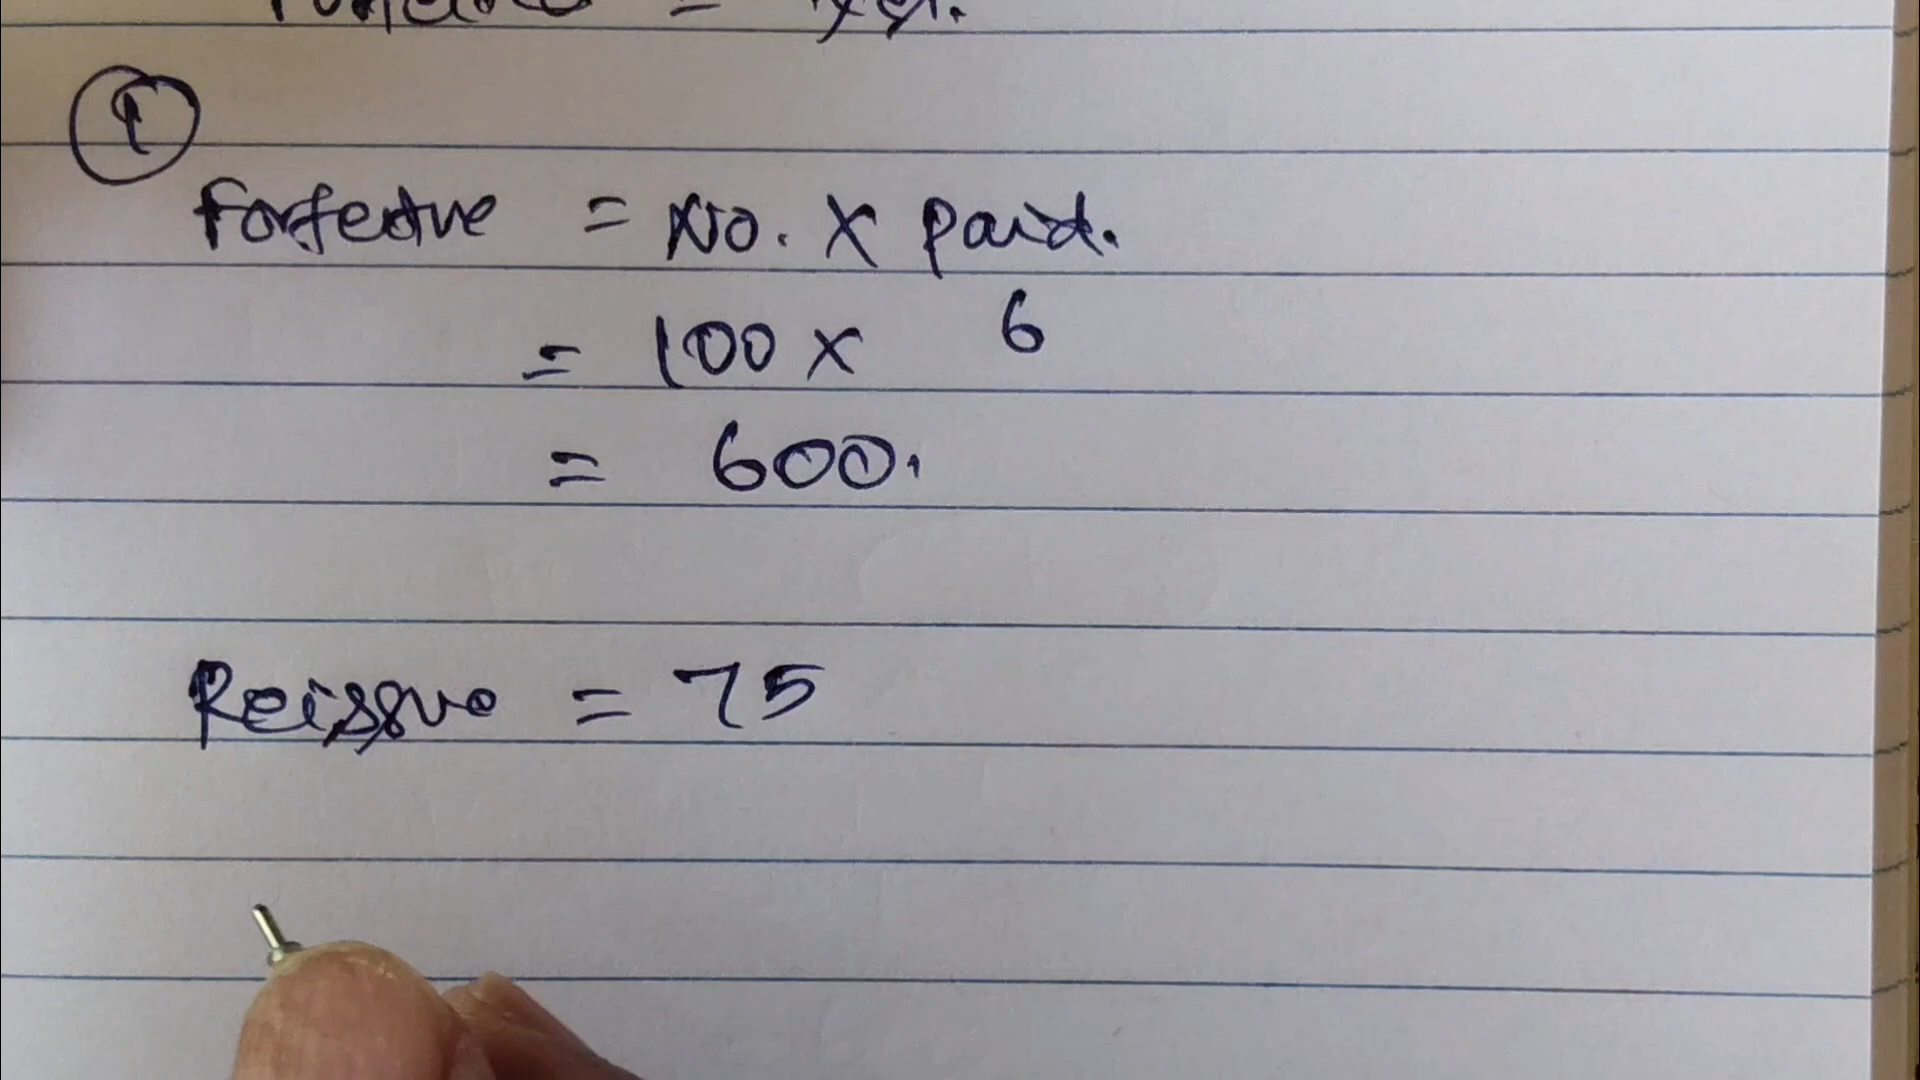 ①
Forfeiture = No. X paid.
= 100 X 6
= 600.
Reissue = 75